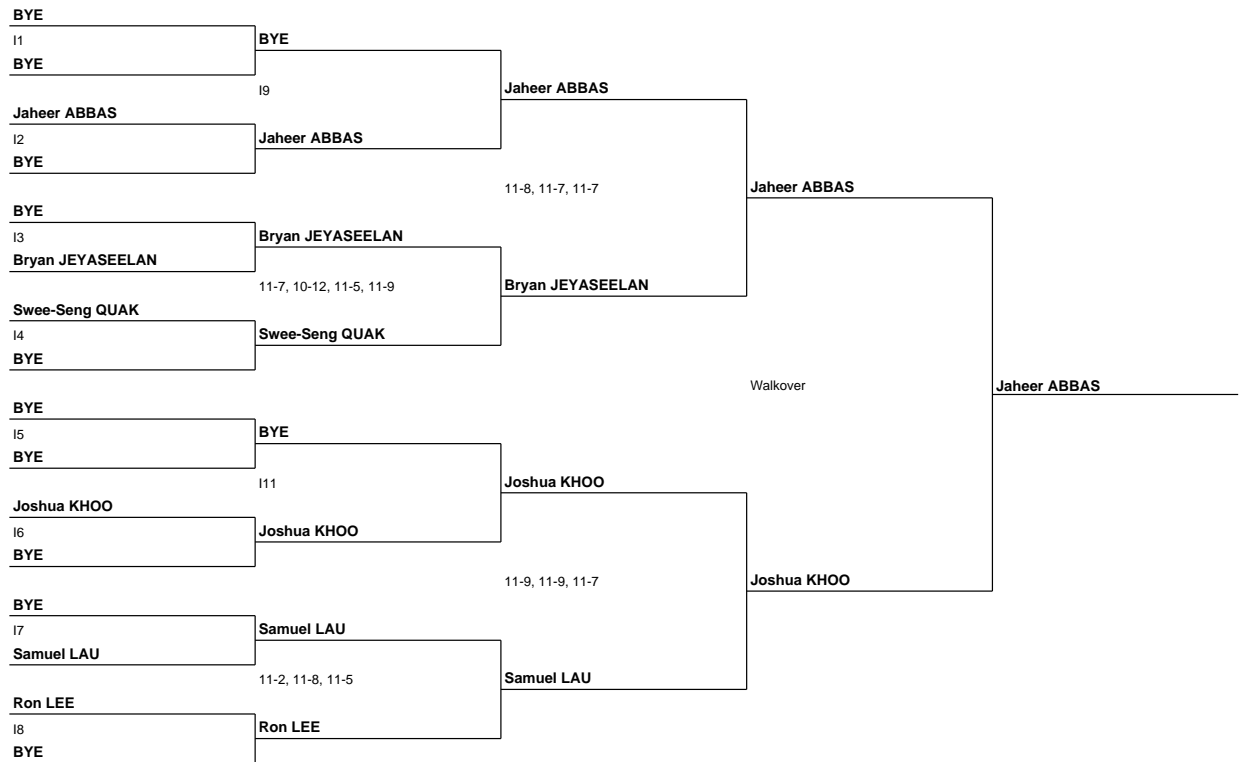 BYE
I1
BYE
BYE
I9
Jaheer ABBAS
Jaheer ABBAS
I2
Jaheer ABBAS
BYE
11-8, 11-7, 11-7
Jaheer ABBAS
BYE
I3
Bryan JEYASEELAN
Bryan JEYASEELAN
11-7, 10-12, 11-5, 11-9
Bryan JEYASEELAN
Swee-Seng QUAK
I4
Swee-Seng QUAK
BYE
Walkover
Jaheer ABBAS
BYE
I5
BYE
BYE
I11
Joshua KHOO
Joshua KHOO
I6
Joshua KHOO
BYE
11-9, 11-9, 11-7
Joshua KHOO
BYE
I7
Samuel LAU
Samuel LAU
11-2, 11-8, 11-5
Samuel LAU
Ron LEE
I8
Ron LEE
BYE